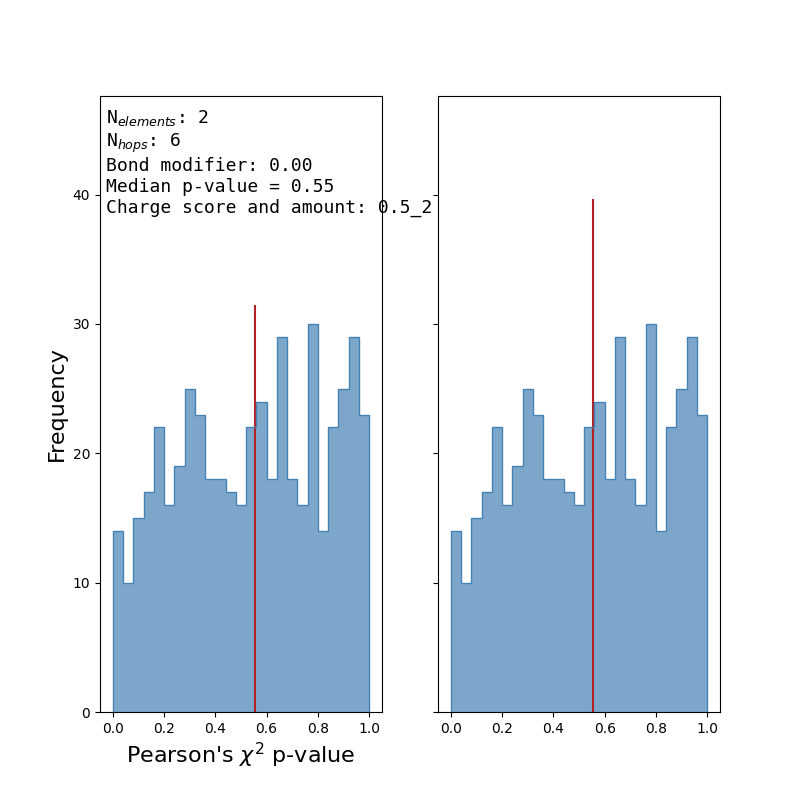 N_elements: 2
N_hops: 6
Bond modifier: 0.00
Median p-value = 0.55
Charge score and amount: 0.5_2
Frequency
40
30
20
10
0
0.0 0.2 0.4 0.6 0.8 1.0
0.0 0.2 0.4 0.6 0.8 1.0
Pearson's χ² p-value